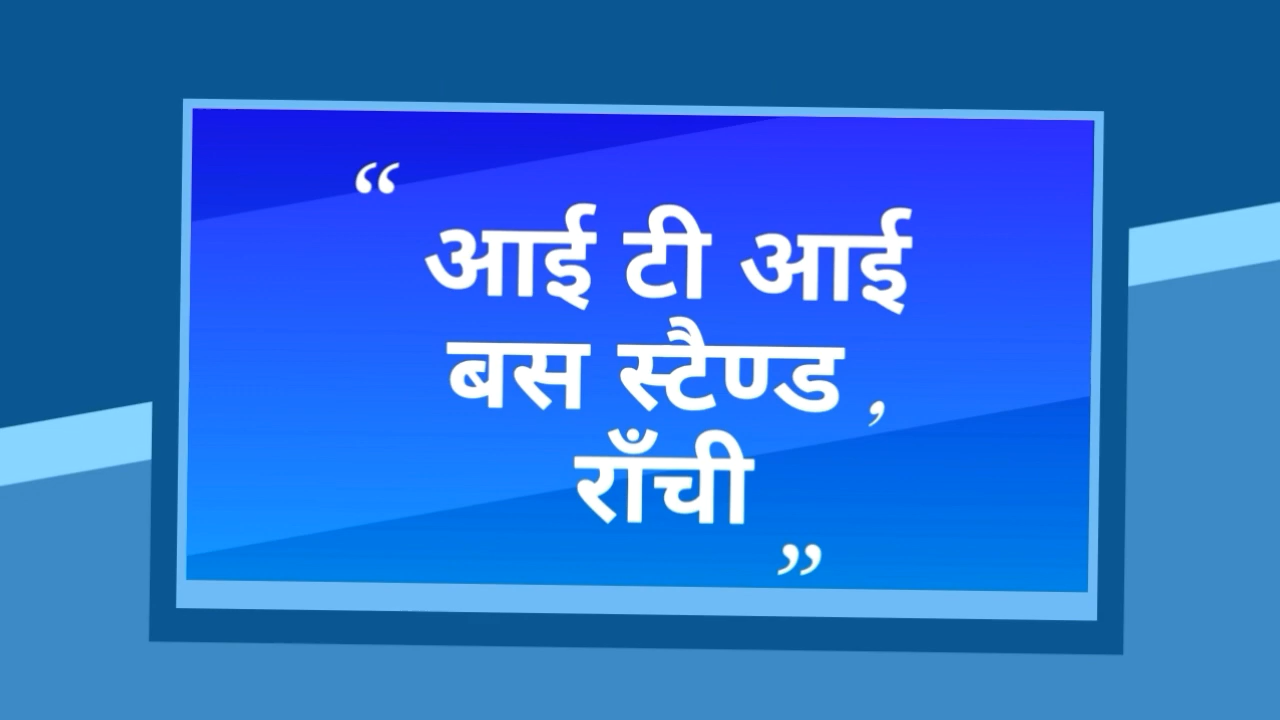 “
आई टी आई
बस स्टैण्ड ,
राँची
”